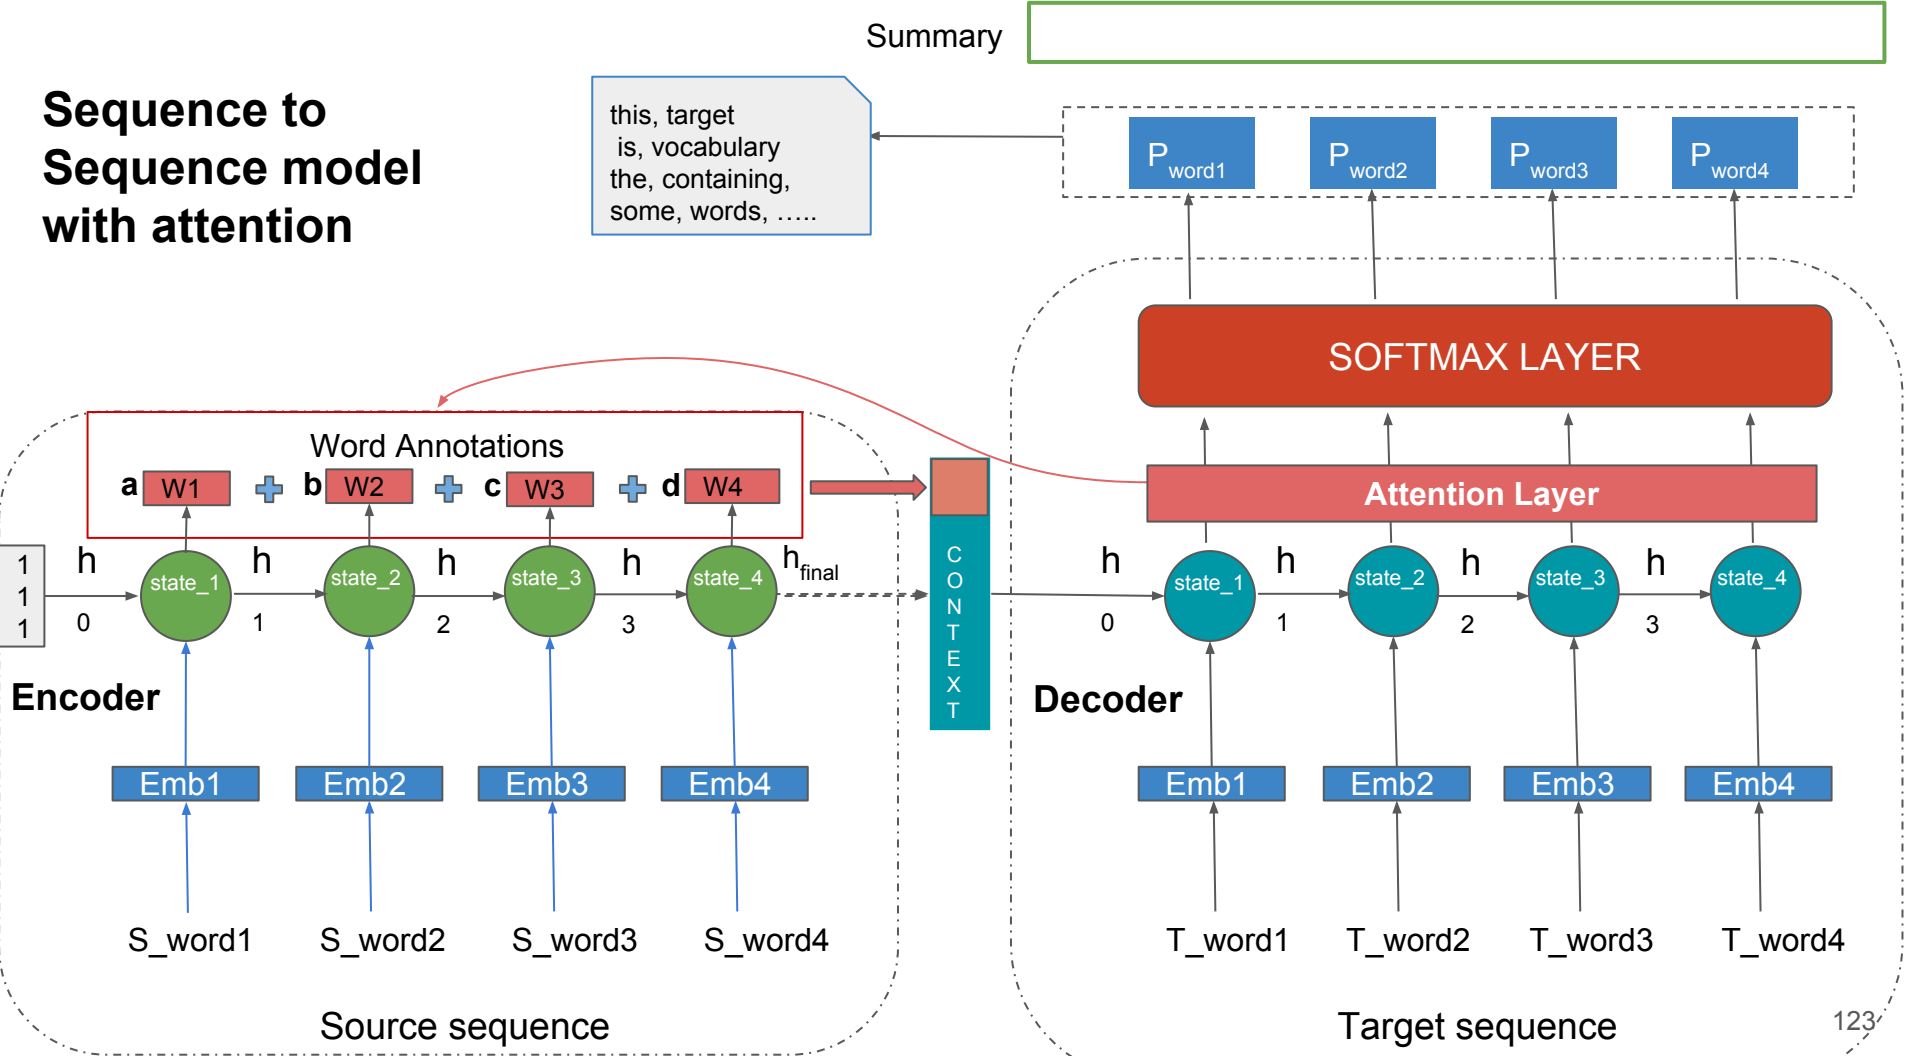 Summary
Sequence to
Sequence model
with attention
this, target
is, vocabulary
the, containing,
some, words, …..
Pword1 Pword2 Pword3 Pword4
SOFTMAX LAYER
Word Annotations
a W1 b W2 c W3 d W4
Attention Layer
1
1
1
h h h h hfinal
0 1 2 3
state_1 state_2 state_3 state_4
CONTEXT
h h h h
0 1 2 3
state_1 state_2 state_3 state_4
Encoder
Decoder
Emb1 Emb2 Emb3 Emb4
Emb1 Emb2 Emb3 Emb4
S_word1 S_word2 S_word3 S_word4
T_word1 T_word2 T_word3 T_word4
Source sequence
Target sequence
123